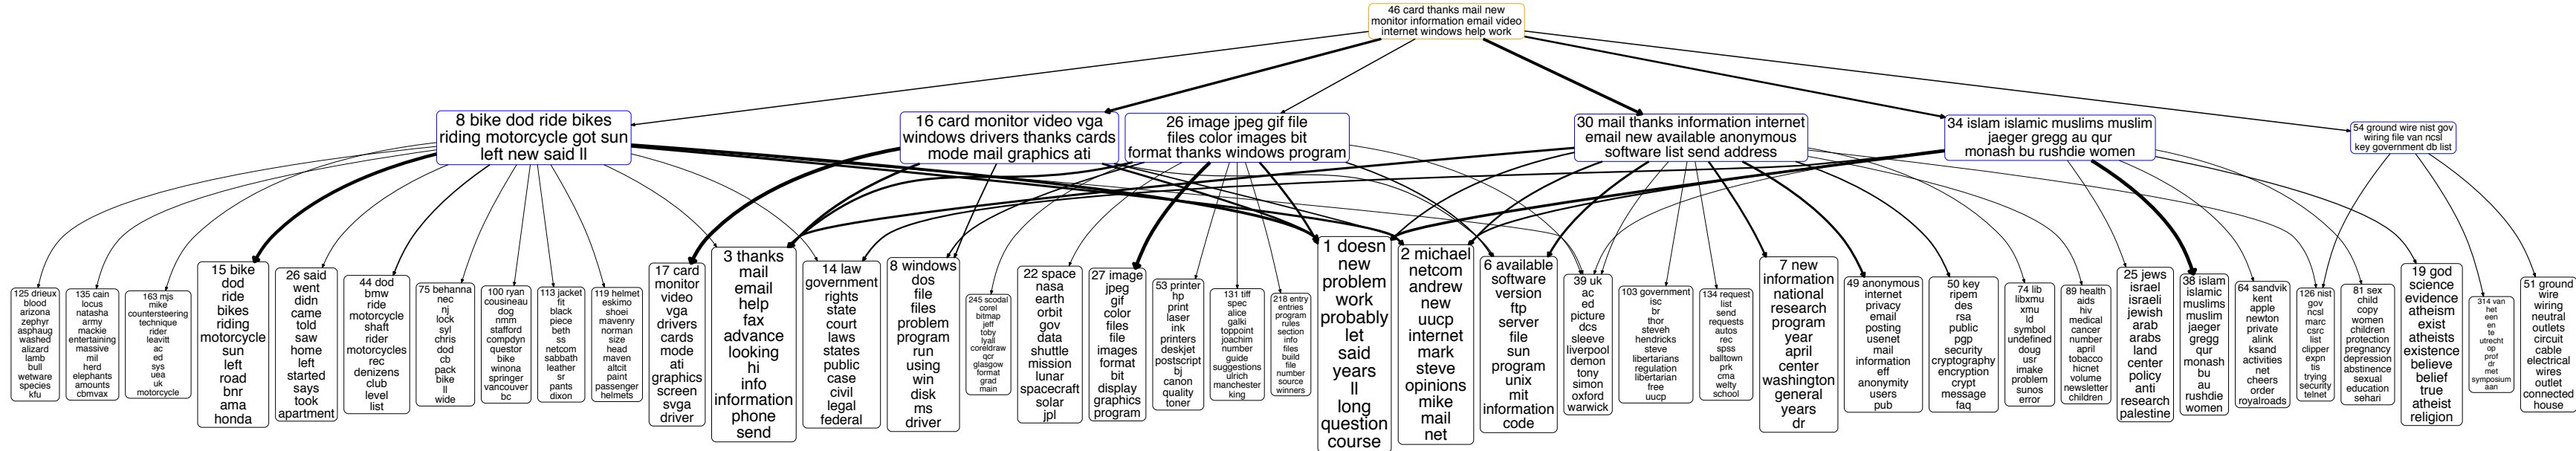 46 card thanks mail new
monitor information email video
internet windows help work
8 bike dod ride bikes
riding motorcycle got sun
left new said ll
16 card monitor video vga
windows drivers thanks cards
mode mail graphics ati
26 image jpeg gif file
files color images bit
format thanks windows program
30 mail thanks information internet
email new available anonymous
software list send address
34 islam islamic muslims muslim
jaeger gregg au qur
monash bu rushdie women
54 ground wire nist gov
wiring file van ncsl
key government db list
125 drieux
blood
arizona
zephyr
asphaug
washed
alizard
lamb
bull
wetware
species
kfu
135 cain
locus
natasha
army
mackie
entertaining
massive
mil
herd
elephants
amounts
cbmvax
163 mjs
mike
countersteering
technique
rider
leavitt
ac
ed
sys
uea
uk
motorcycle
15 bike
dod
ride
bikes
riding
motorcycle
sun
left
road
bnr
ama
honda
26 said
went
didn
came
told
saw
home
left
started
says
took
apartment
44 dod
bmw
ride
motorcycle
shaft
rider
motorcycles
rec
denizens
club
level
list
75 behanna
nec
nj
lock
syl
chris
dod
cb
pack
bike
ll
wide
100 ryan
cousineau
dog
nmm
stafford
compdyn
questor
bike
winona
springer
vancouver
bc
113 jacket
fit
black
piece
beth
ss
netcom
sabbath
leather
sr
pants
dixon
119 helmet
eskimo
shoei
mavenry
norman
size
head
maven
altcit
paint
passenger
helmets
17 card
monitor
video
vga
drivers
cards
mode
ati
graphics
screen
svga
driver
3 thanks
mail
email
help
fax
advance
looking
hi
info
information
phone
send
14 law
government
rights
state
court
laws
states
public
case
civil
legal
federal
8 windows
dos
file
files
problem
program
run
using
win
disk
ms
driver
245 scodal
corel
bitmap
jeff
toby
lyall
coreldraw
qcr
glasgow
format
grad
main
22 space
nasa
earth
orbit
gov
data
shuttle
mission
lunar
spacecraft
solar
jpl
27 image
jpeg
gif
color
files
file
images
format
bit
display
graphics
program
53 printer
hp
print
laser
ink
printers
deskjet
postscript
bj
canon
quality
toner
131 tiff
spec
alice
galki
toppoint
joachim
number
guide
suggestions
ulrich
manchester
king
218 entry
entries
program
rules
section
info
files
build
file
number
source
winners
1 doesn
new
problem
work
probably
let
said
years
ll
long
question
course
2 michael
netcom
andrew
new
uucp
internet
mark
steve
opinions
mike
mail
net
6 available
software
version
ftp
server
file
sun
program
unix
mit
information
code
39 uk
ac
ed
picture
dcs
sleeve
liverpool
demon
tony
simon
oxford
warwick
103 government
isc
br
thor
steveh
hendricks
steve
libertarians
regulation
libertarian
free
uucp
134 request
list
send
requests
autos
rec
spss
balltown
prk
cma
welty
school
7 new
information
national
research
program
year
april
center
washington
general
years
dr
49 anonymous
internet
privacy
email
posting
usenet
mail
information
eff
anonymity
users
pub
50 key
ripem
des
rsa
public
pgp
security
cryptography
encryption
crypt
message
faq
74 lib
libxmu
xmu
ld
symbol
undefined
doug
usr
imake
problem
sunos
error
89 health
aids
hiv
medical
cancer
number
april
tobacco
hicnet
volume
newsletter
children
25 jews
israel
israeli
jewish
arab
arabs
land
center
policy
anti
research
palestine
38 islam
islamic
muslims
muslim
jaeger
gregg
qur
monash
bu
au
rushdie
women
64 sandvik
kent
apple
newton
private
alink
ksand
activities
net
cheers
order
royalroads
126 nist
gov
ncsl
marc
csrc
list
clipper
expn
tis
trying
security
telnet
81 sex
child
copy
women
children
protection
pregnancy
depression
abstinence
sexual
education
sehari
19 god
science
evidence
atheism
exist
atheists
existence
believe
belief
true
atheist
religion
314 van
het
een
en
te
utrecht
op
prof
dr
met
symposium
aan
51 ground
wire
wiring
neutral
outlets
circuit
cable
electrical
wires
outlet
connected
house